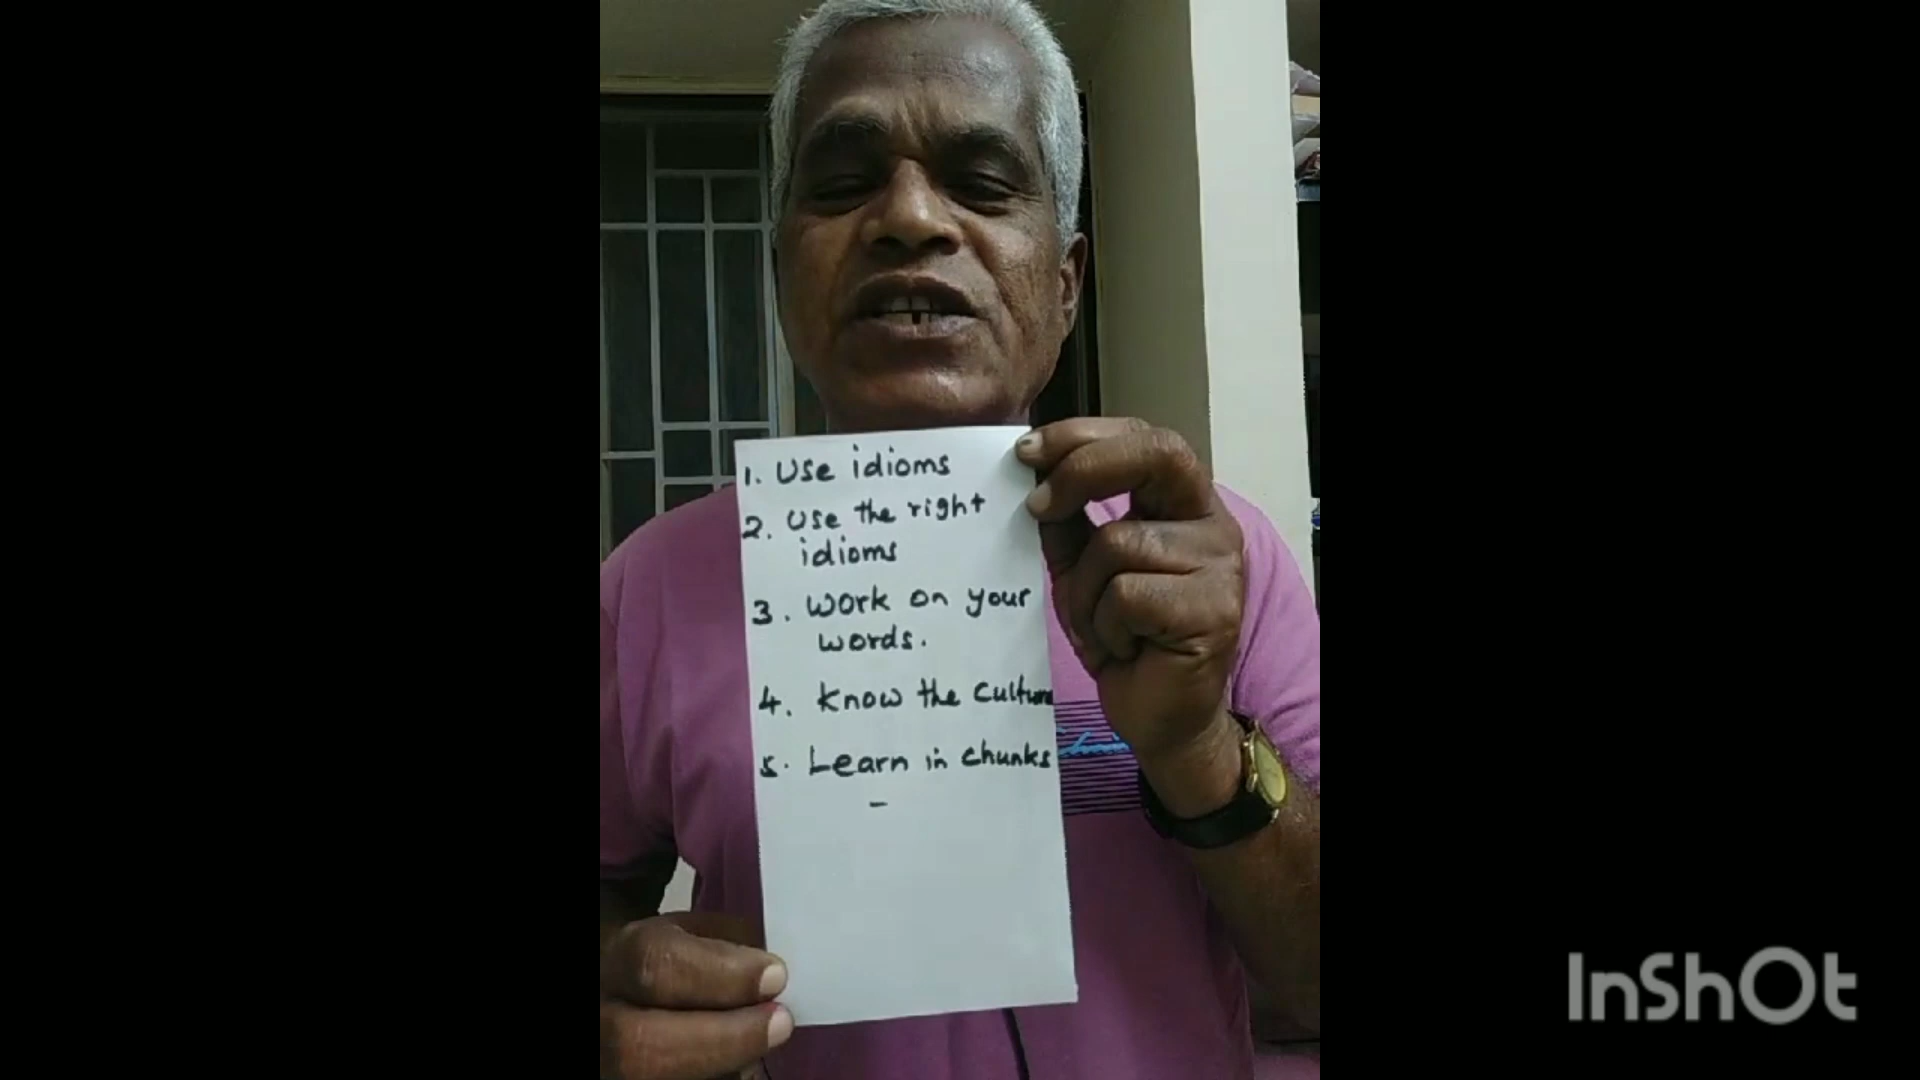 1. Use idioms
2. Use the right
idioms
3. Work on your
words.
4. Know the Culture
5. Learn in chunks
-
InShOt